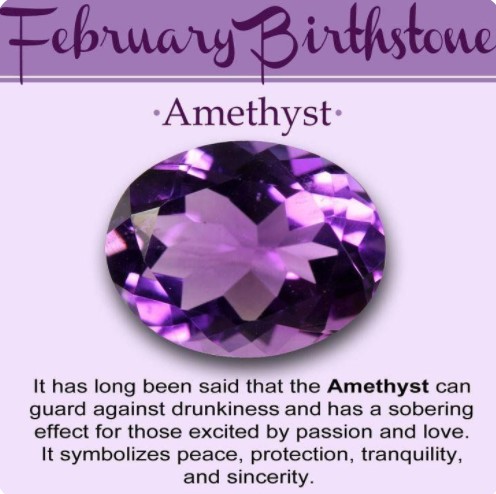 February Birthstone
·Amethyst·
It has long been said that the Amethyst can
guard against drunkiness and has a sobering
effect for those excited by passion and love.
It symbolizes peace, protection, tranquility,
and sincerity.